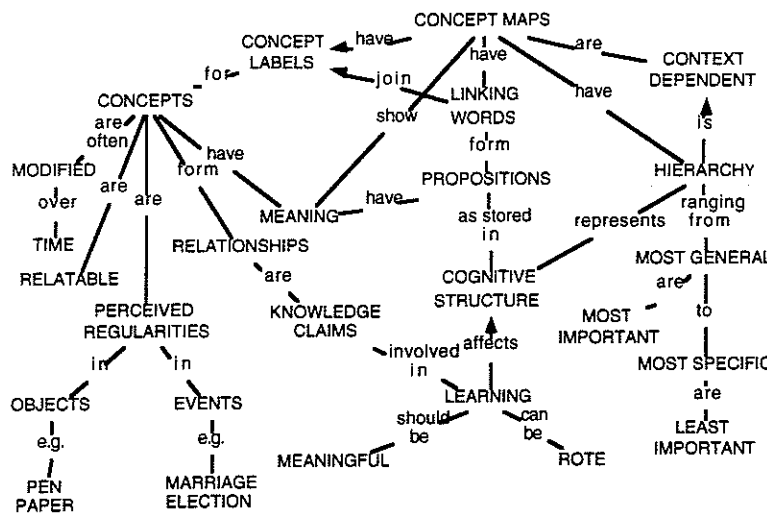 CONCEPT MAPS
have
are
CONCEPT
LABELS
have
CONTEXT
DEPENDENT
for
join
have
CONCEPTS
LINKING
WORDS
show
are
often
is
have
form
form
MODIFIED
HIERARCHY
are
PROPOSITIONS
over
are
have
ranging
from
MEANING
as stored
in
represents
TIME
RELATIONSHIPS
RELATABLE
are
COGNITIVE
STRUCTURE
MOST GENERAL
are
PERCEIVED
REGULARITIES
KNOWLEDGE
CLAIMS
MOST
IMPORTANT
to
involved
in
affects
in
in
MOST SPECIFIC
OBJECTS
EVENTS
LEARNING
are
should
be
can
be
e.g.
e.g.
LEAST
IMPORTANT
MEANINGFUL
ROTE
PEN
PAPER
MARRIAGE
ELECTION